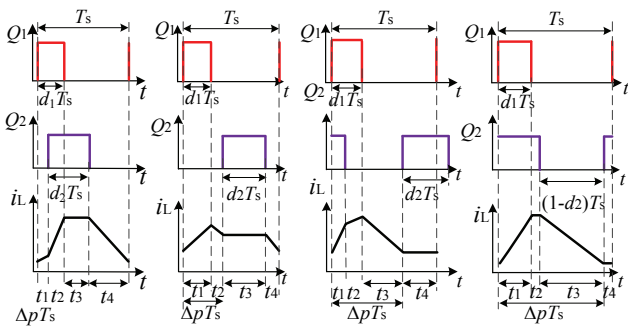 Ts
Q1
d1Ts
t
Q2
d2Ts
t
iL
t1 t2 t3 t4 t
ΔpTs
Ts
Q1
d1Ts
t
Q2
d2Ts
t
iL
t1 t2 t3 t4 t
ΔpTs
Ts
Q1
d1Ts
t
Q2
d2Ts
t
iL
t1 t2 t3 t4 t
ΔpTs
Ts
Q1
d1Ts
t
Q2
(1-d2)Ts
t
iL
t1 t2 t3 t4 t
ΔpTs